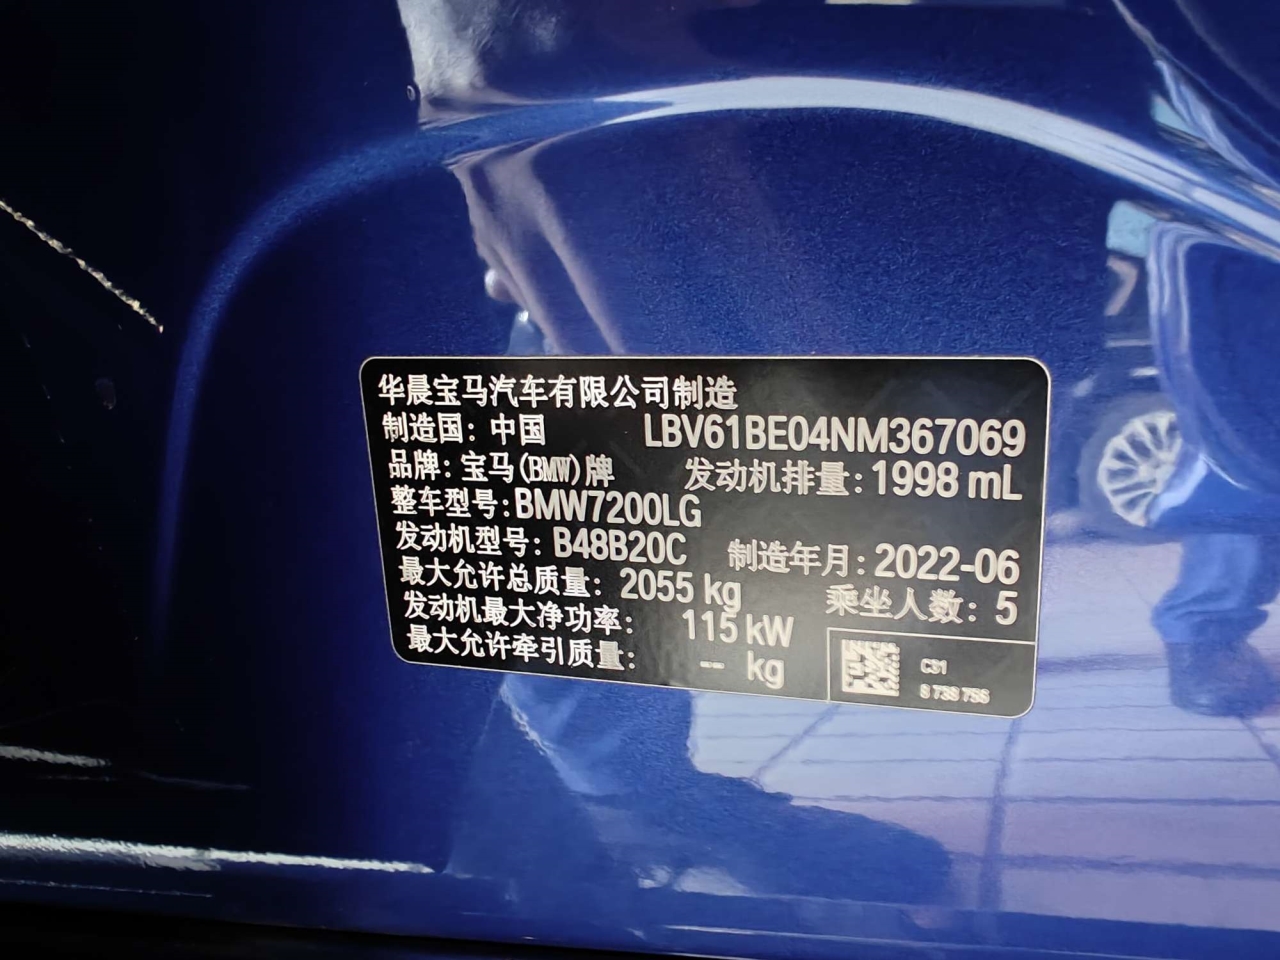 华晨宝马汽车有限公司制造
制造国：中国 LBV61BE04NM367069
品牌：宝马(BMW)牌 发动机排量：1998 mL
整车型号：BMW7200LG
发动机型号：B48B20C 制造年月：2022-06
最大允许总质量：2055 kg 乘坐人数：5
发动机最大净功率：115 kW
最大允许牵引质量：-- kg
C31
8 738 756